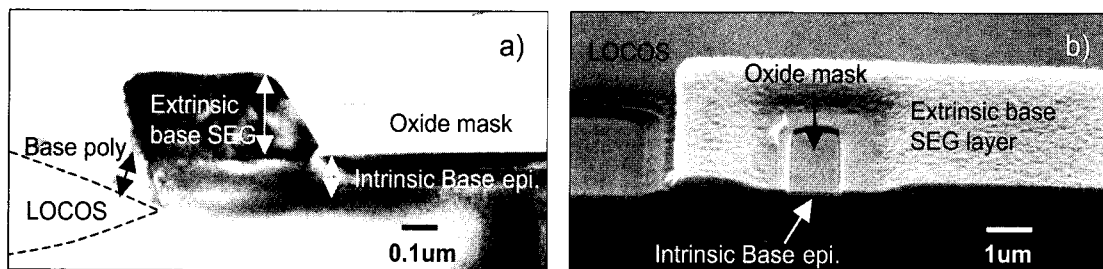 a)
Extrinsic
base SEG
Oxide mask
Base poly
Intrinsic Base epi.
LOCOS
0.1um
b)
LOCOS
Oxide mask
Extrinsic base
SEG layer
Intrinsic Base epi.
1um